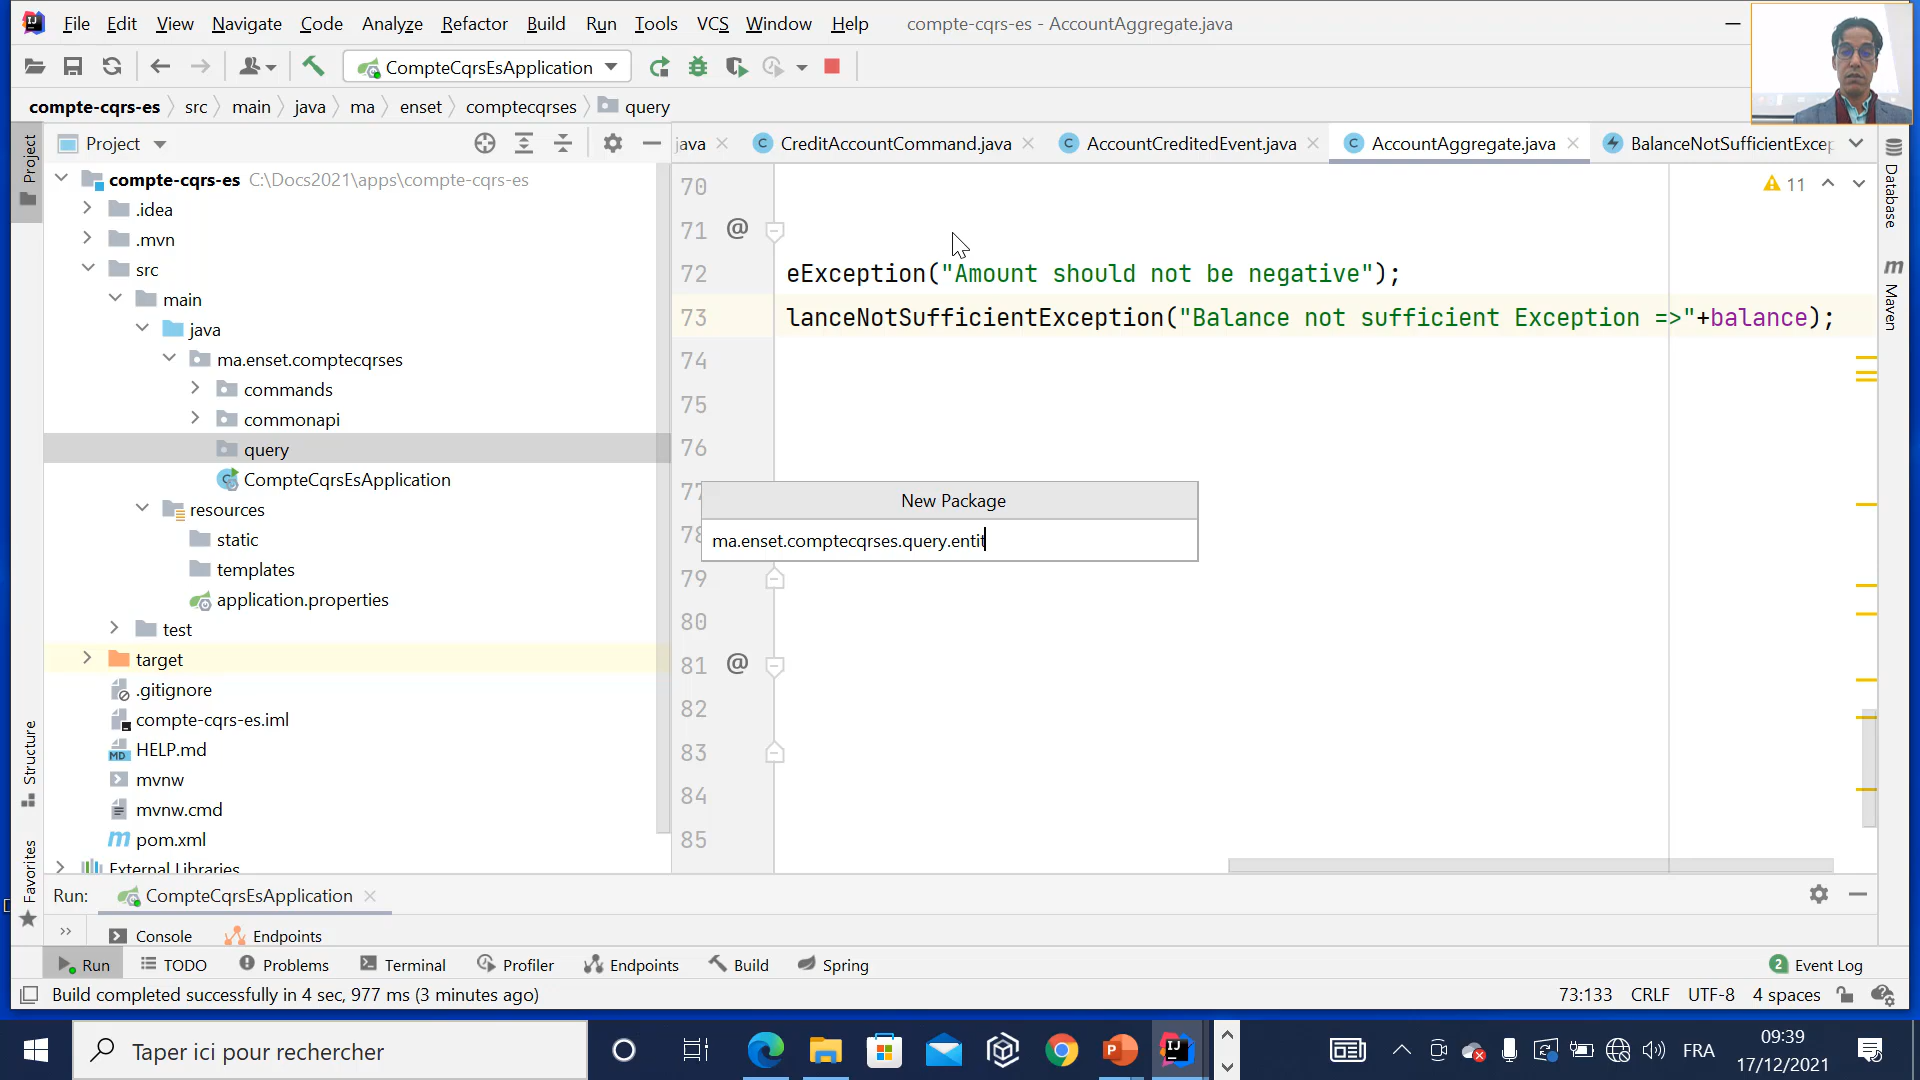 File Edit View Navigate Code Analyze Refactor Build Run Tools VCS Window Help compte-cqrs-es - AccountAggregate.java
CompteCqrsEsApplication
compte-cqrs-es src main java ma enset comptecqrses query
Project
java CreditAccountCommand.java AccountCreditedEvent.java AccountAggregate.java BalanceNotSufficientExcep
Project
compte-cqrs-es C:\Docs2021\apps\compte-cqrs-es
.idea
.mvn
src
main
java
ma.enset.comptecqrses
commands
commonapi
query
CompteCqrsEsApplication
resources
static
templates
application.properties
test
target
.gitignore
compte-cqrs-es.iml
HELP.md
mvnw
mvnw.cmd
pom.xml
External Libraries
Structure
Favorites
11
70
71 @
72 eException("Amount should not be negative");
73 lanceNotSufficientException("Balance not sufficient Exception =>"+balance);
74
75
76
77
78
79
80
81 @
82
83
84
85
New Package
ma.enset.comptecqrses.query.entit
Database
Maven
Run: CompteCqrsEsApplication
Console Endpoints
Run TODO Problems Terminal Profiler Endpoints Build Spring 2 Event Log
Build completed successfully in 4 sec, 977 ms (3 minutes ago) 73:133 CRLF UTF-8 4 spaces
Taper ici pour rechercher
FRA
09:39
17/12/2021